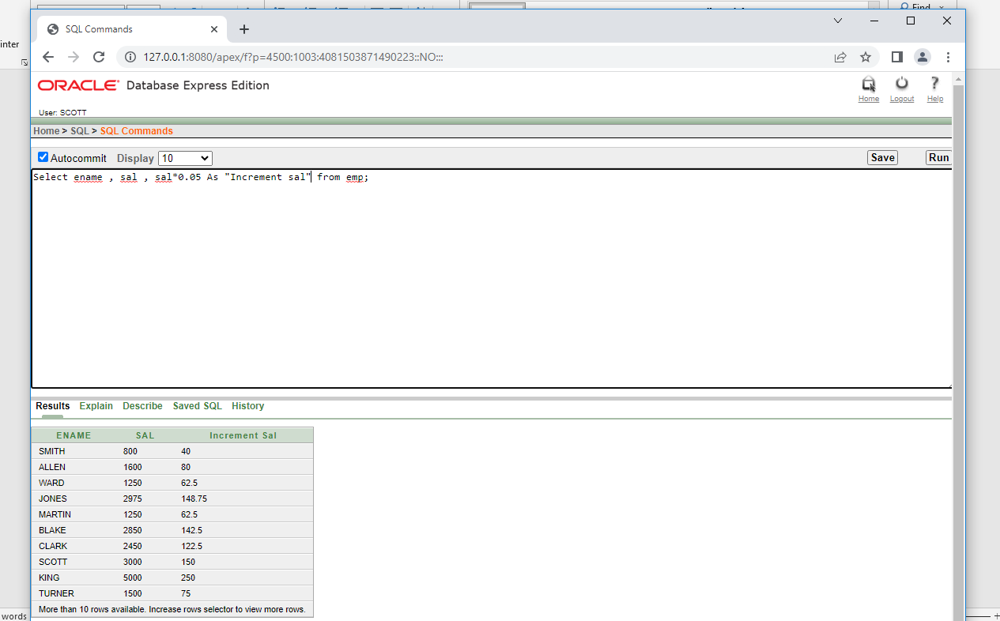 Find
inter
SQL Commands
127.0.0.1:8080/apex/f?p=4500:1003:4081503871490223::NO:::
ORACLE Database Express Edition
Home Logout Help
User: SCOTT
Home > SQL > SQL Commands
Autocommit Display 10 Save Run
Select ename , sal , sal*0.05 As "Increment sal" from emp;
Results Explain Describe Saved SQL History
ENAME SAL Increment Sal
SMITH 800 40
ALLEN 1600 80
WARD 1250 62.5
JONES 2975 148.75
MARTIN 1250 62.5
BLAKE 2850 142.5
CLARK 2450 122.5
SCOTT 3000 150
KING 5000 250
TURNER 1500 75
More than 10 rows available. Increase rows selector to view more rows.
words